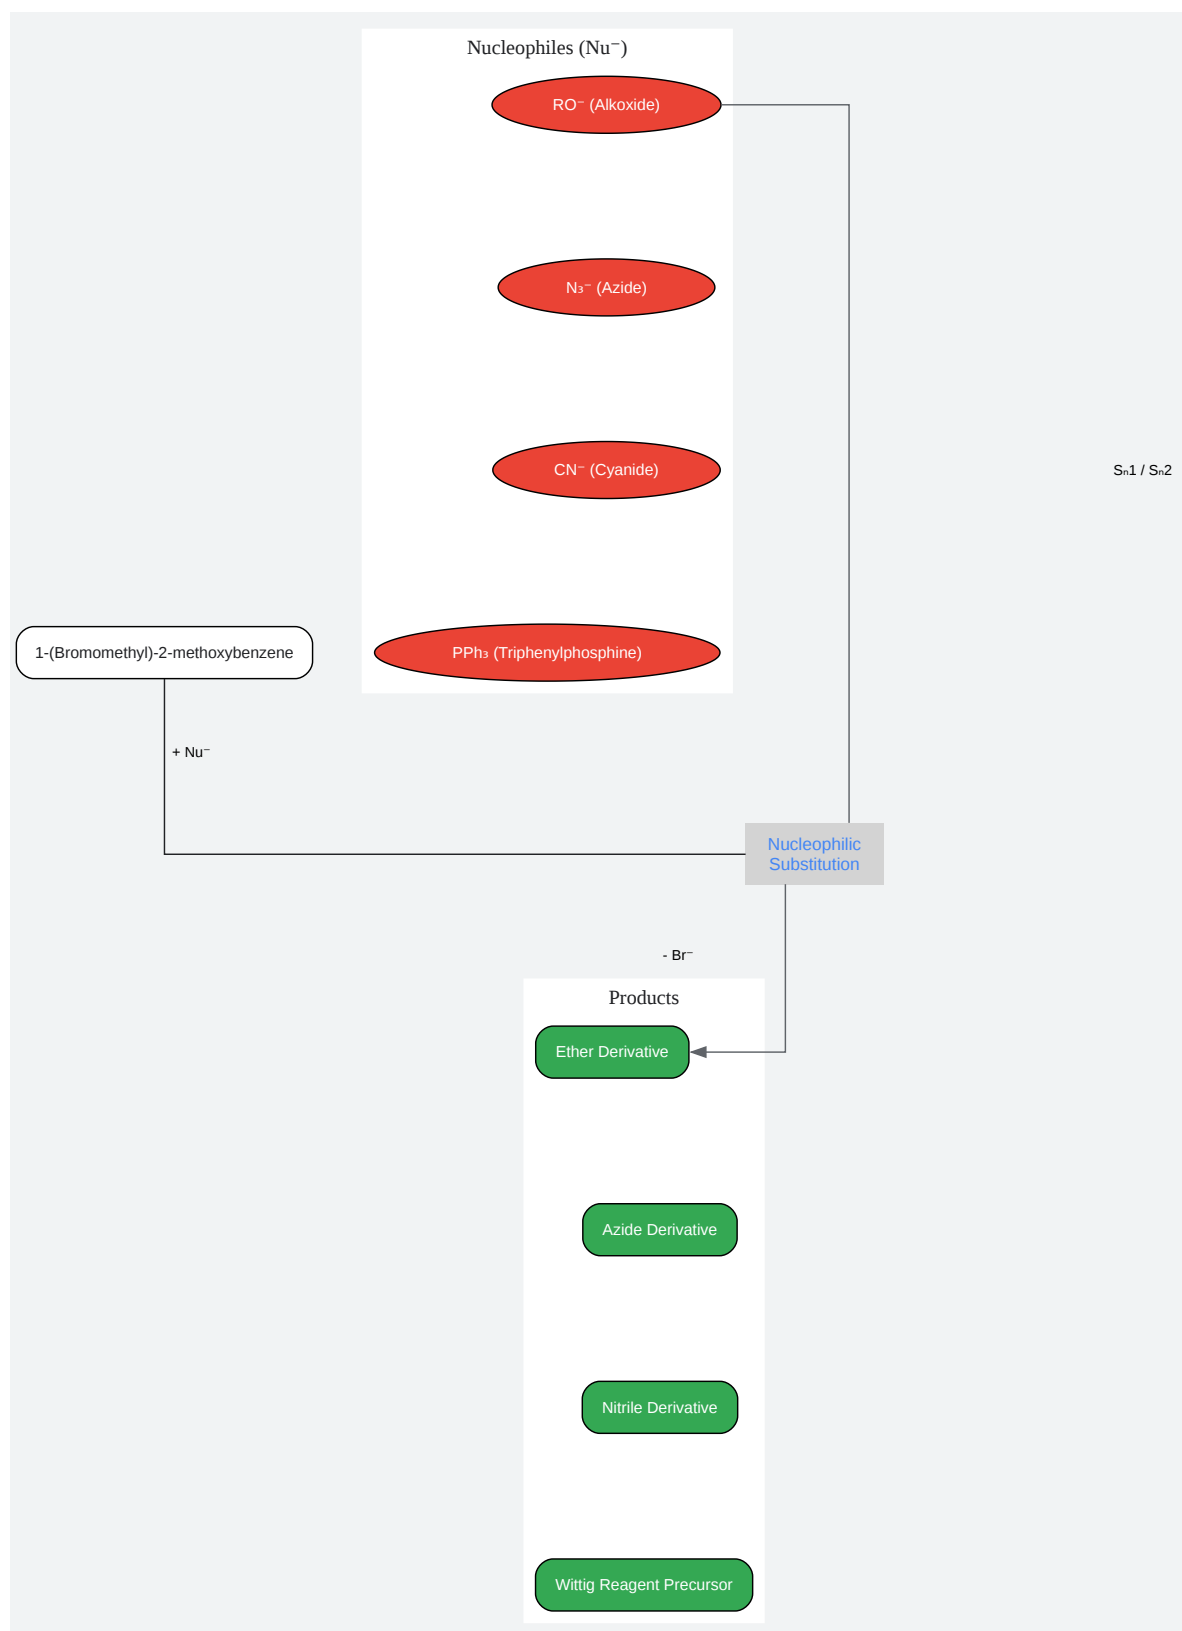 Nucleophiles (Nu⁻)
RO⁻ (Alkoxide)
N₃⁻ (Azide)
CN⁻ (Cyanide)
Sₙ1 / Sₙ2
1-(Bromomethyl)-2-methoxybenzene
PPh₃ (Triphenylphosphine)
+ Nu⁻
Nucleophilic
Substitution
- Br⁻
Products
Ether Derivative
Azide Derivative
Nitrile Derivative
Wittig Reagent Precursor